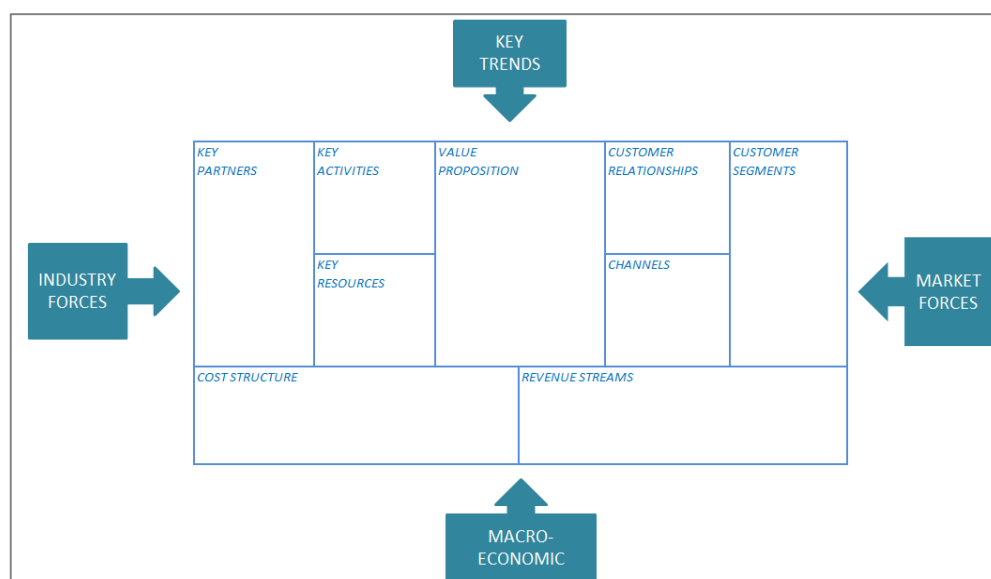 KEY
TRENDS
KEY
PARTNERS
KEY
ACTIVITIES
VALUE
PROPOSITION
CUSTOMER
RELATIONSHIPS
CUSTOMER
SEGMENTS
KEY
RESOURCES
CHANNELS
INDUSTRY
FORCES
MARKET
FORCES
COST STRUCTURE
REVENUE STREAMS
MACRO-
ECONOMIC